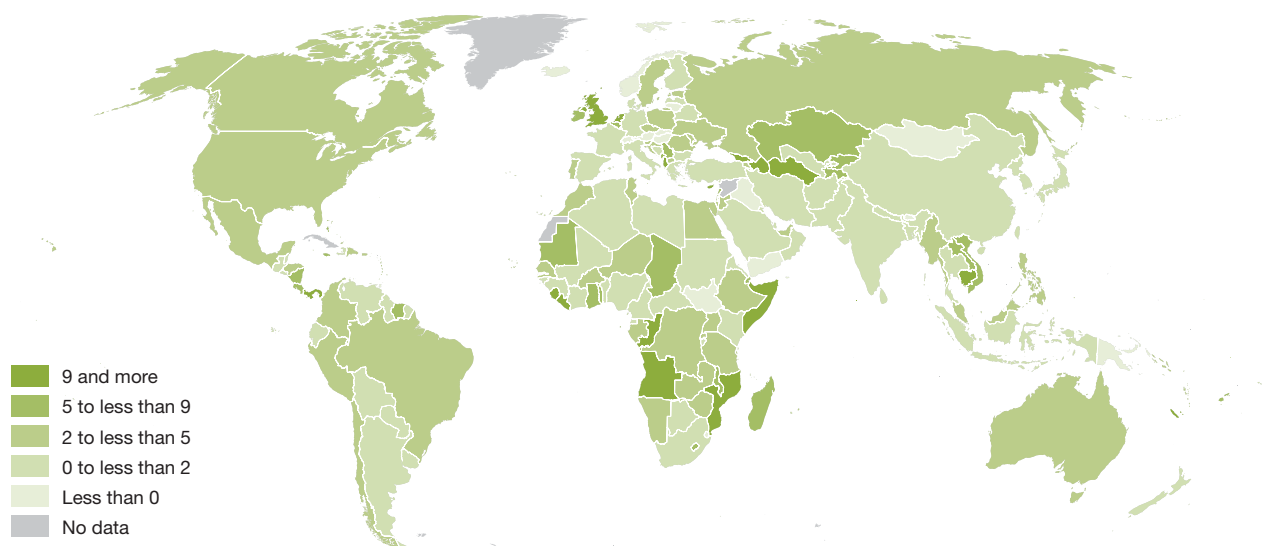 9 and more
5 to less than 9
2 to less than 5
0 to less than 2
Less than 0
No data